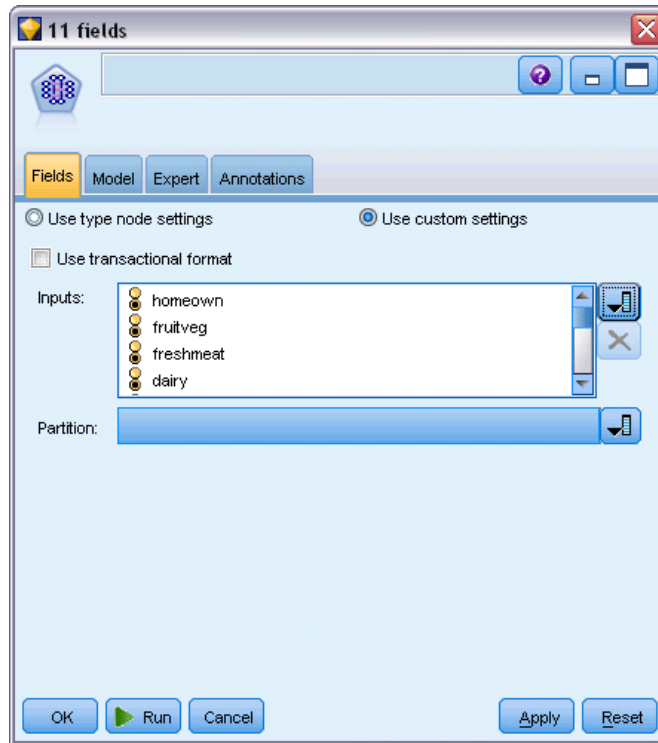 11 fields
Fields Model Expert Annotations
Use type node settings Use custom settings
Use transactional format
Inputs: homeown
fruitveg
freshmeat
dairy
Partition:
OK Run Cancel Apply Reset